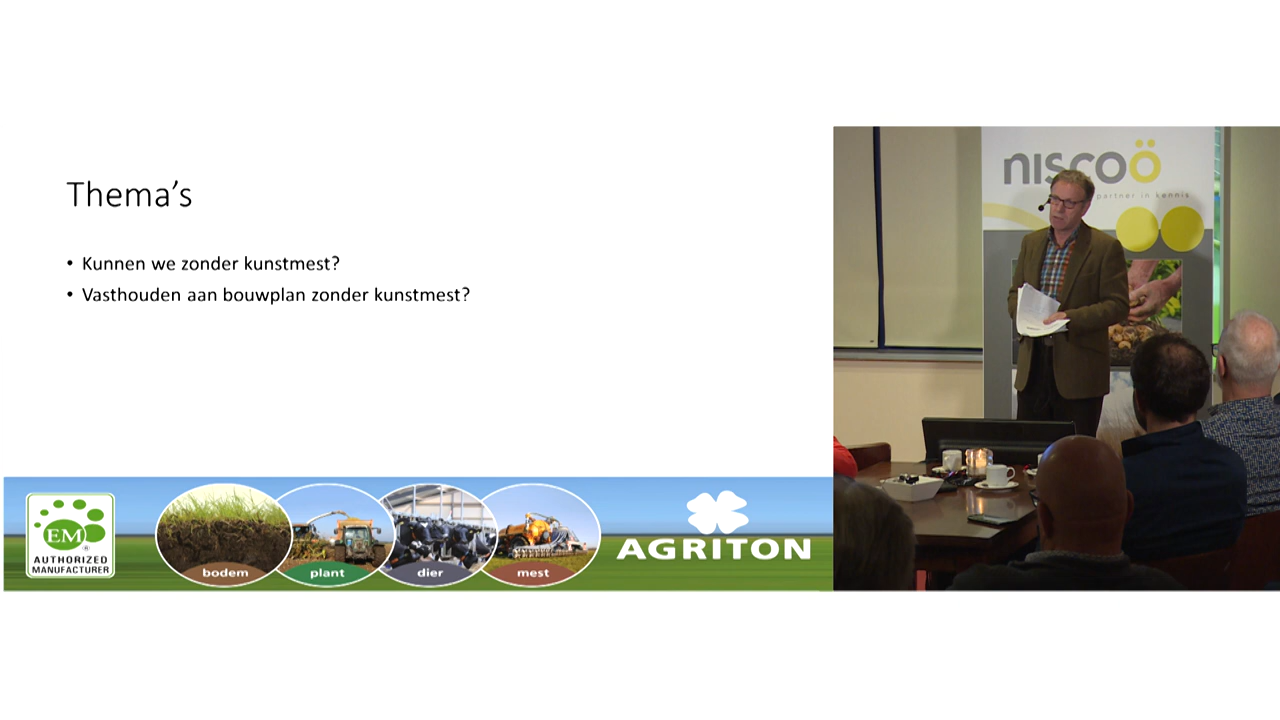 Thema's
• Kunnen we zonder kunstmest?
• Vasthouden aan bouwplan zonder kunstmest?
EM®
AUTHORIZED
MANUFACTURER
bodem
plant
dier
mest
AGRITON
niscoö
partner in kennis